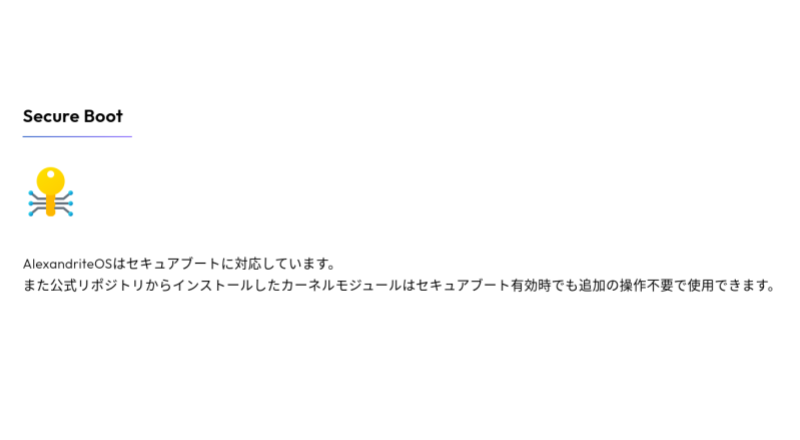 Secure Boot
AlexandriteOSはセキュアブートに対応しています。
また公式リポジトリからインストールしたカーネルモジュールはセキュアブート有効時でも追加の操作不要で使用できます。